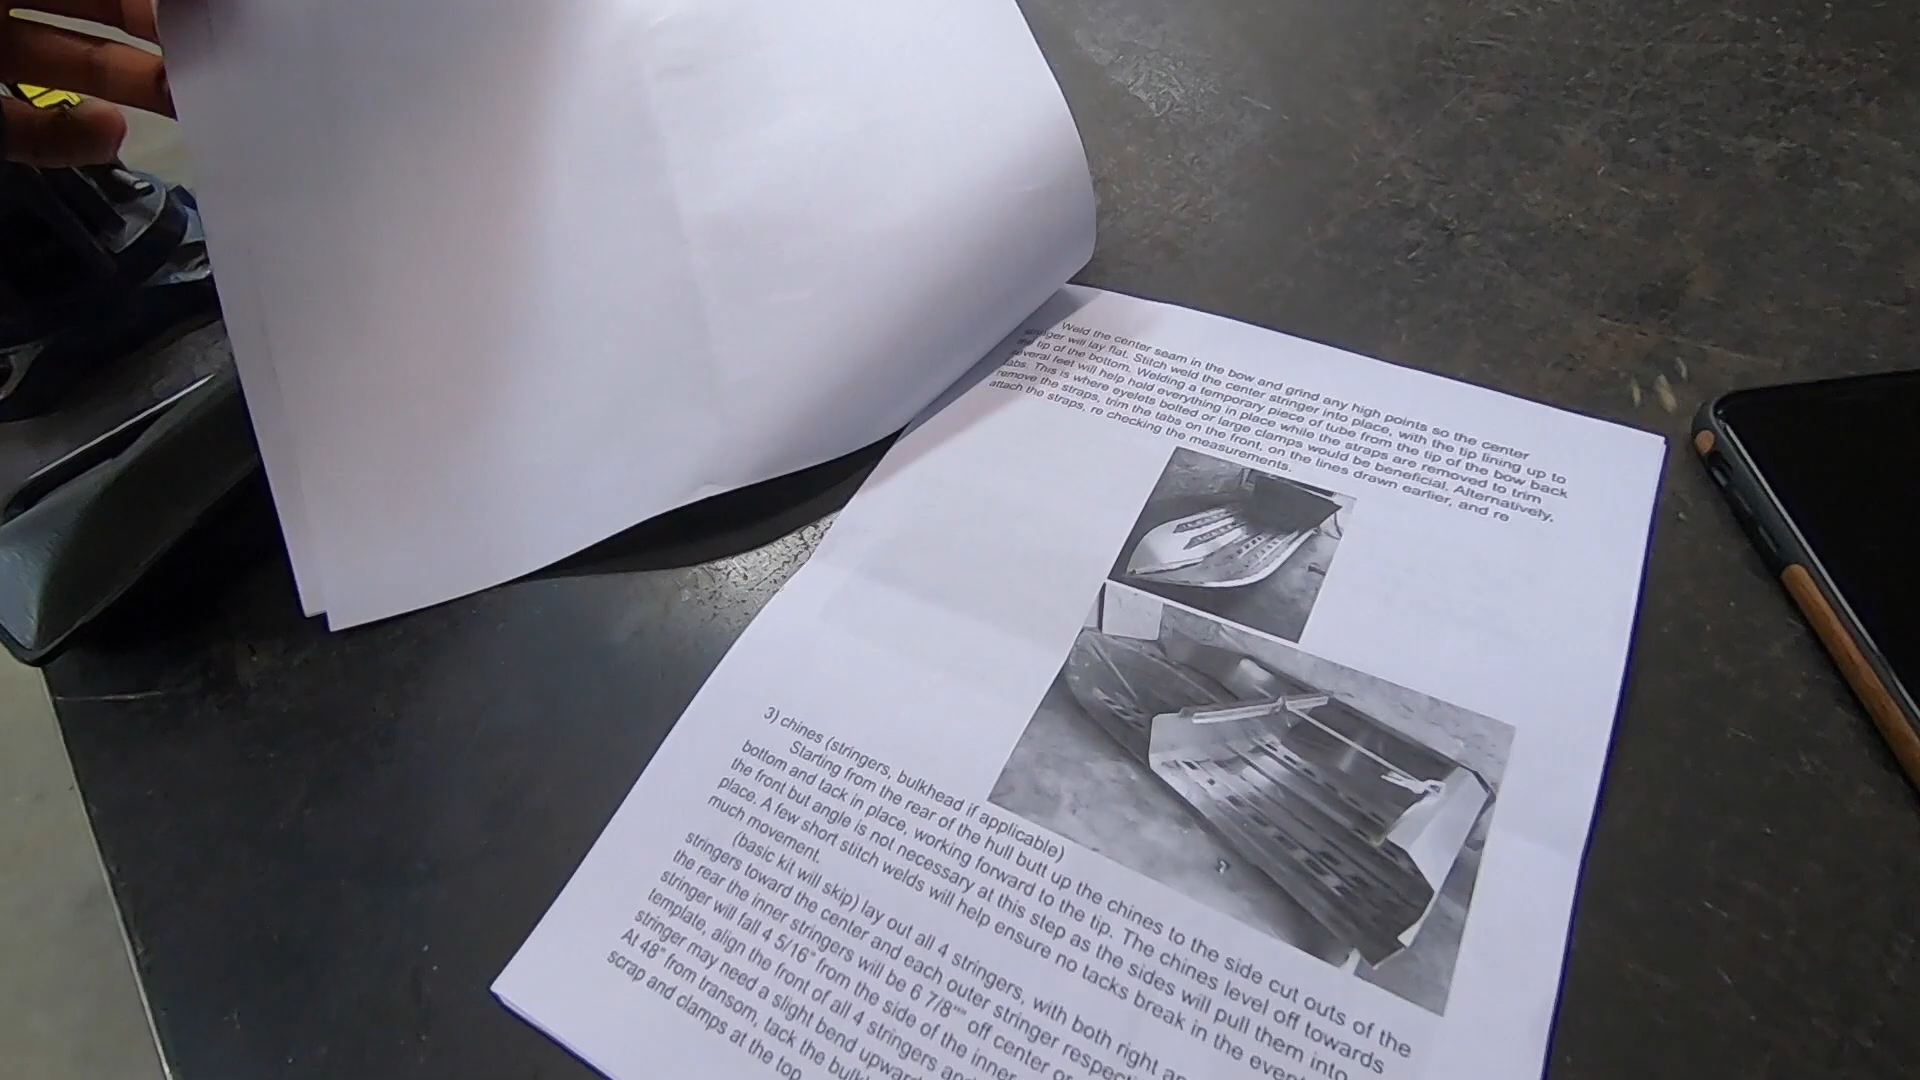 Weld the center seam in the bow and grind any high points so the center
stringer will lay flat. Stitch weld the center stringer into place, with the tip lining up to
the tip of the bottom. Welding a temporary piece of tube from the tip of the bow back
several feet will help hold everything in place while the straps are removed to trim
tabs. This is where eyelets bolted or large clamps would be beneficial. Alternatively,
remove the straps, trim the tabs on the front, on the lines drawn earlier, and re
attach the straps, re checking the measurements.
3) chines (stringers, bulkhead if applicable)
Starting from the rear of the hull butt up the chines to the side cut outs of the
bottom and tack in place, working forward to the tip. The chines level off towards
the front but angle is not necessary at this step as the sides will pull them into
place. A few short stitch welds will help ensure no tacks break in the event
much movement.
(basic kit will skip) lay out all 4 stringers, with both right
stringers toward the center and each outer stringer
the rear the inner stringers will be 6 7/8" off center
stringer will fall 4 5/16" from the side of the inner
template, align the front of all 4 stringers
stringer may need a slight bend
At 48" from transom, tack the
scrap and clamps at the top